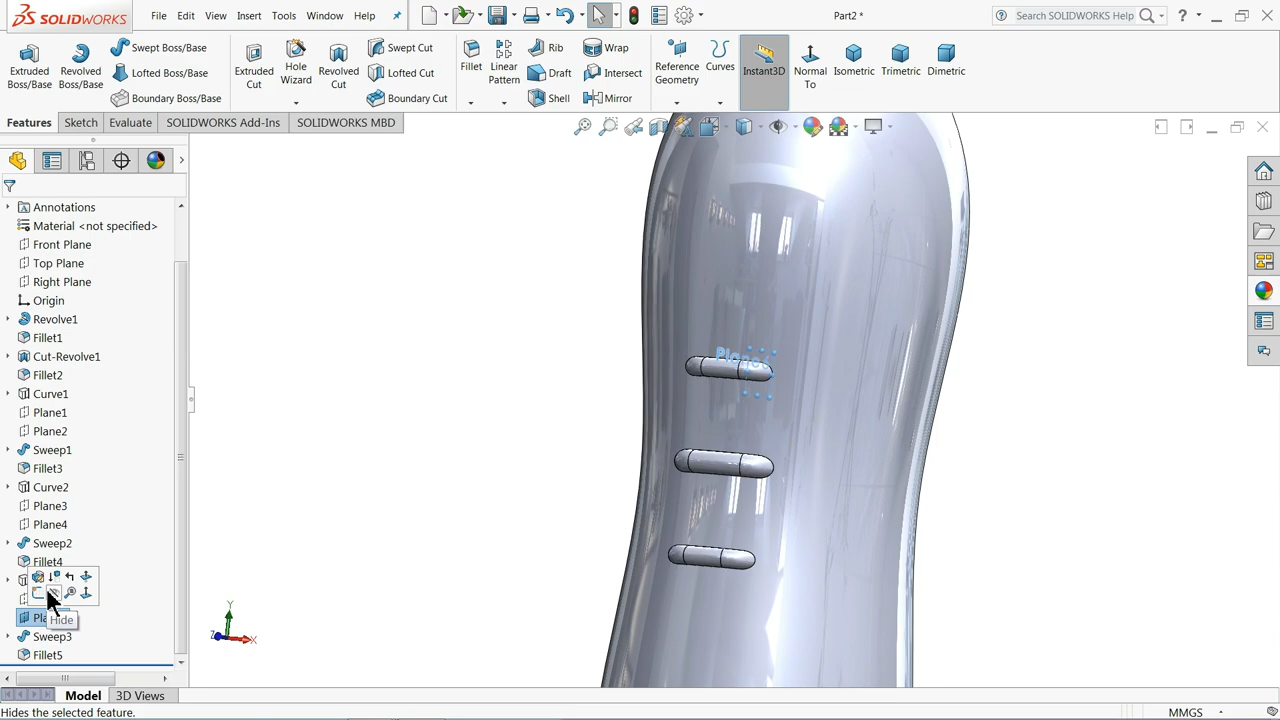 SOLIDWORKS
File
Edit
View
Insert
Tools
Window
Help
Part2 *
Search SOLIDWORKS Help
Extruded Boss/Base
Revolved Boss/Base
Swept Boss/Base
Lofted Boss/Base
Boundary Boss/Base
Extruded Cut
Hole Wizard
Revolved Cut
Swept Cut
Lofted Cut
Boundary Cut
Fillet
Linear Pattern
Rib
Draft
Shell
Wrap
Intersect
Mirror
Reference Geometry
Curves
Instant3D
Normal To
Isometric
Trimetric
Dimetric
Features
Sketch
Evaluate
SOLIDWORKS Add-Ins
SOLIDWORKS MBD
Annotations
Material <not specified>
Front Plane
Top Plane
Right Plane
Origin
Revolve1
Fillet1
Cut-Revolve1
Fillet2
Curve1
Plane1
Plane2
Sweep1
Fillet3
Curve2
Plane3
Plane4
Sweep2
Fillet4
Hide
Sweep3
Fillet5
Y
Z
X
Model
3D Views
Hides the selected feature.
MMGS